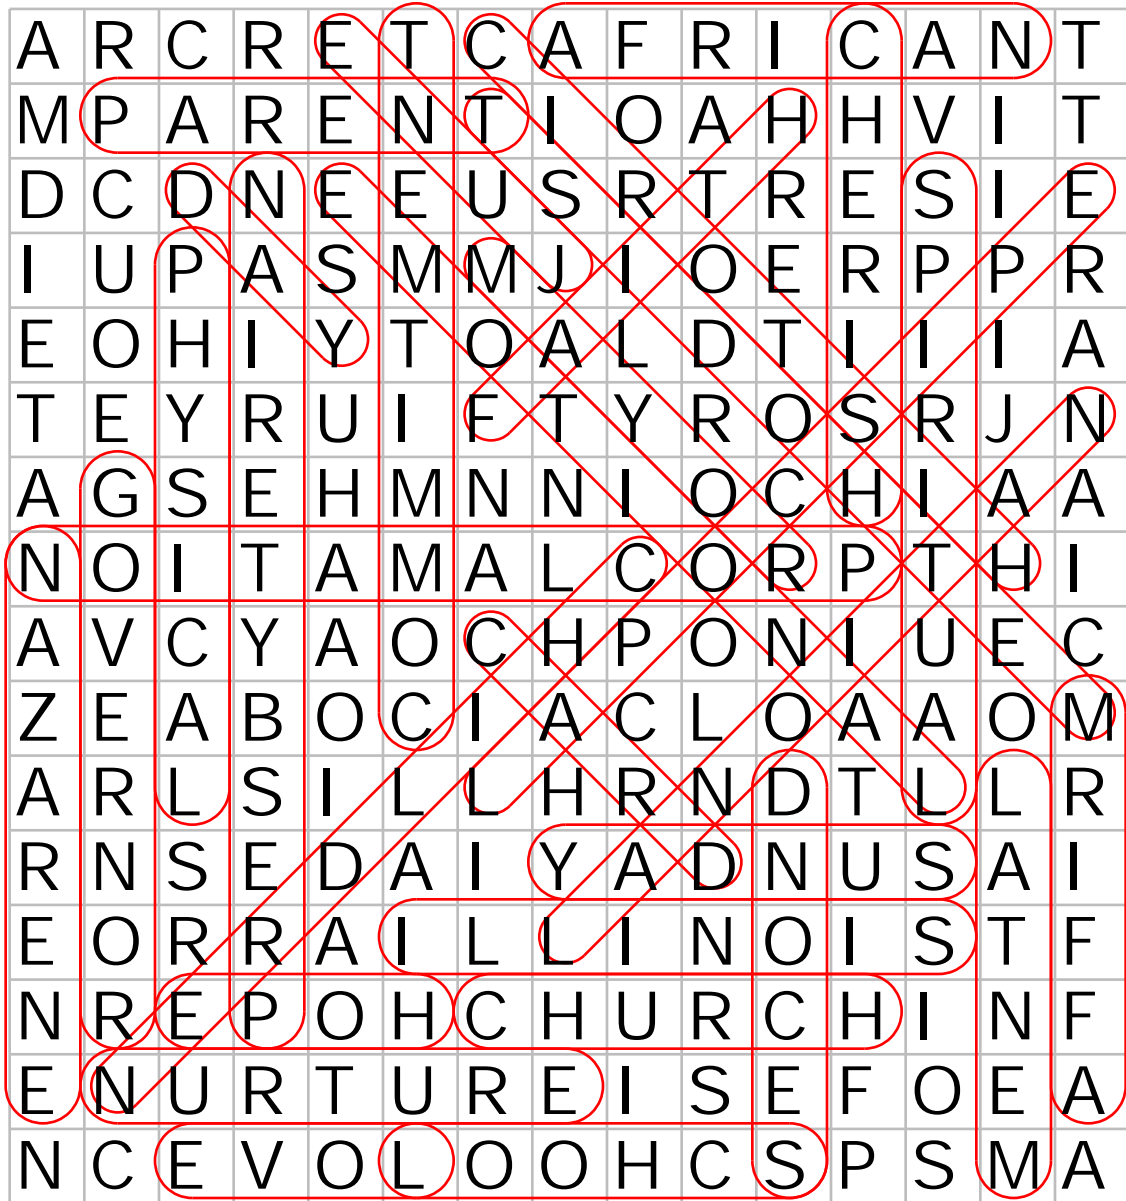 A R C R E T C A F R I C A N T
M P A R E N T I O A H H V I T
D C D N E E U S R T R E S I E
I U P A S M M J I O E R P P R
E O H I Y T O A L D T I I I A
T E Y R U I F T Y R O S R J N
A G S E H M N N I O C H I A A
N O I T A M A L C O R P T H I
A V C Y A O C H P O N I U E C
Z E A B O C I A C L O A A O M
A R L S I L L H R N D T L L R
R N S E D A I Y A D N U S A I
E O R R A I L L I N O I S T F
N R E P O H C H U R C H I N F
E N U R T U R E I S E F O E A
N C E V O L O O H C S P S M A